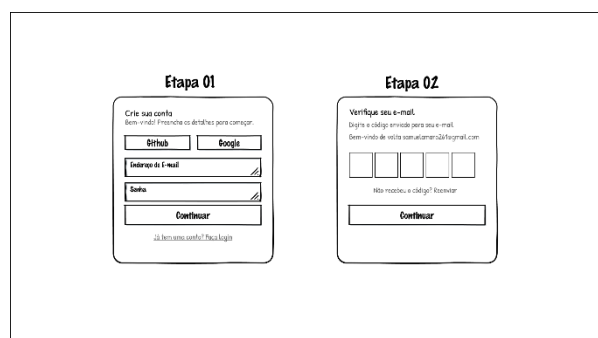 Etapa 01
Crie sua conta
Bem-vindo! Preencha os detalhes para começar.
Github
Google
Endereço de E-mail
Senha
Continuar
Já tem uma conta? Faça login
Etapa 02
Verifique seu e-mail.
Digite o código enviado para seu e-mail
Bem-vindo de volta
Não recebeu o código? Reenviar
Continuar